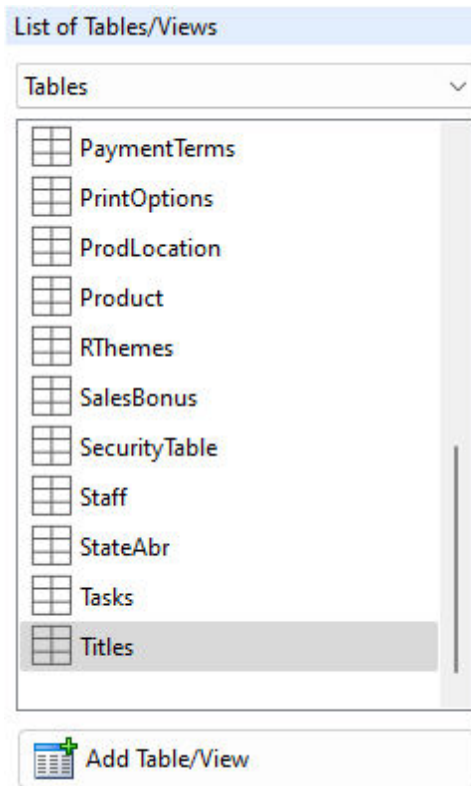 List of Tables/Views
Tables
PaymentTerms
PrintOptions
ProdLocation
Product
RThemes
SalesBonus
SecurityTable
Staff
StateAbr
Tasks
Titles
Add Table/View